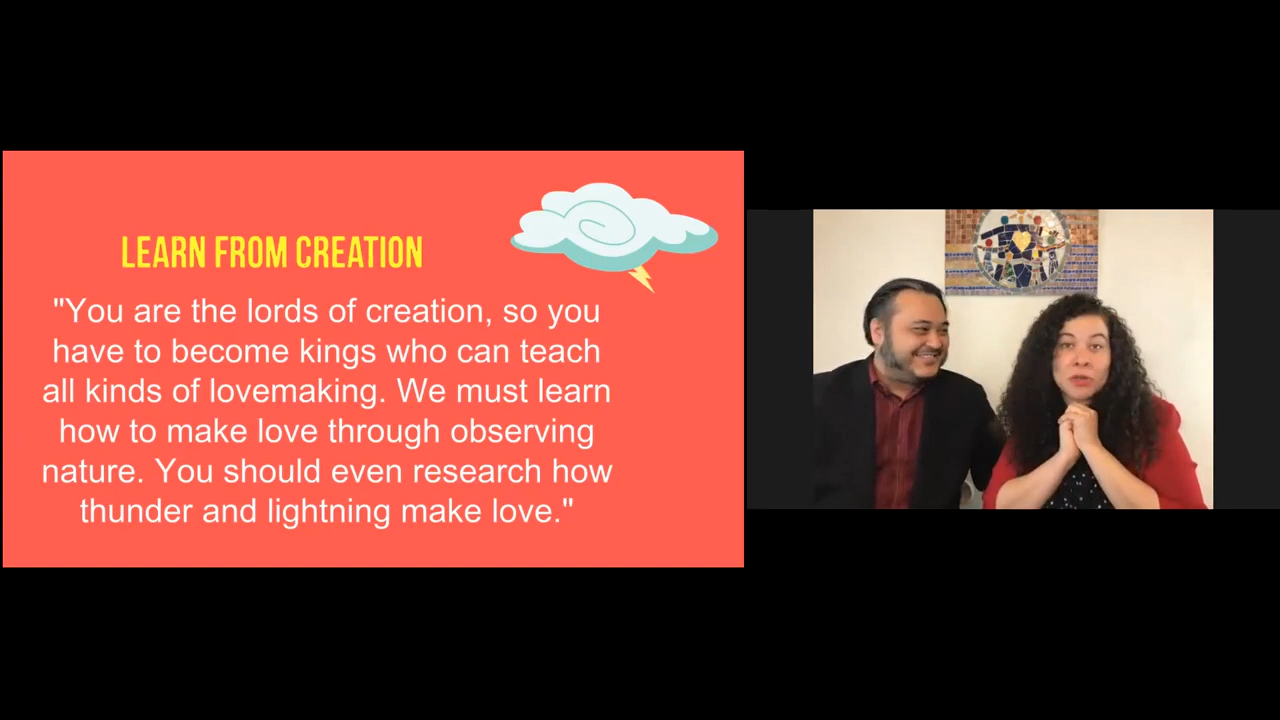 LEARN FROM CREATION
"You are the lords of creation, so you
have to become kings who can teach
all kinds of lovemaking. We must learn
how to make love through observing
nature. You should even research how
thunder and lightning make love."